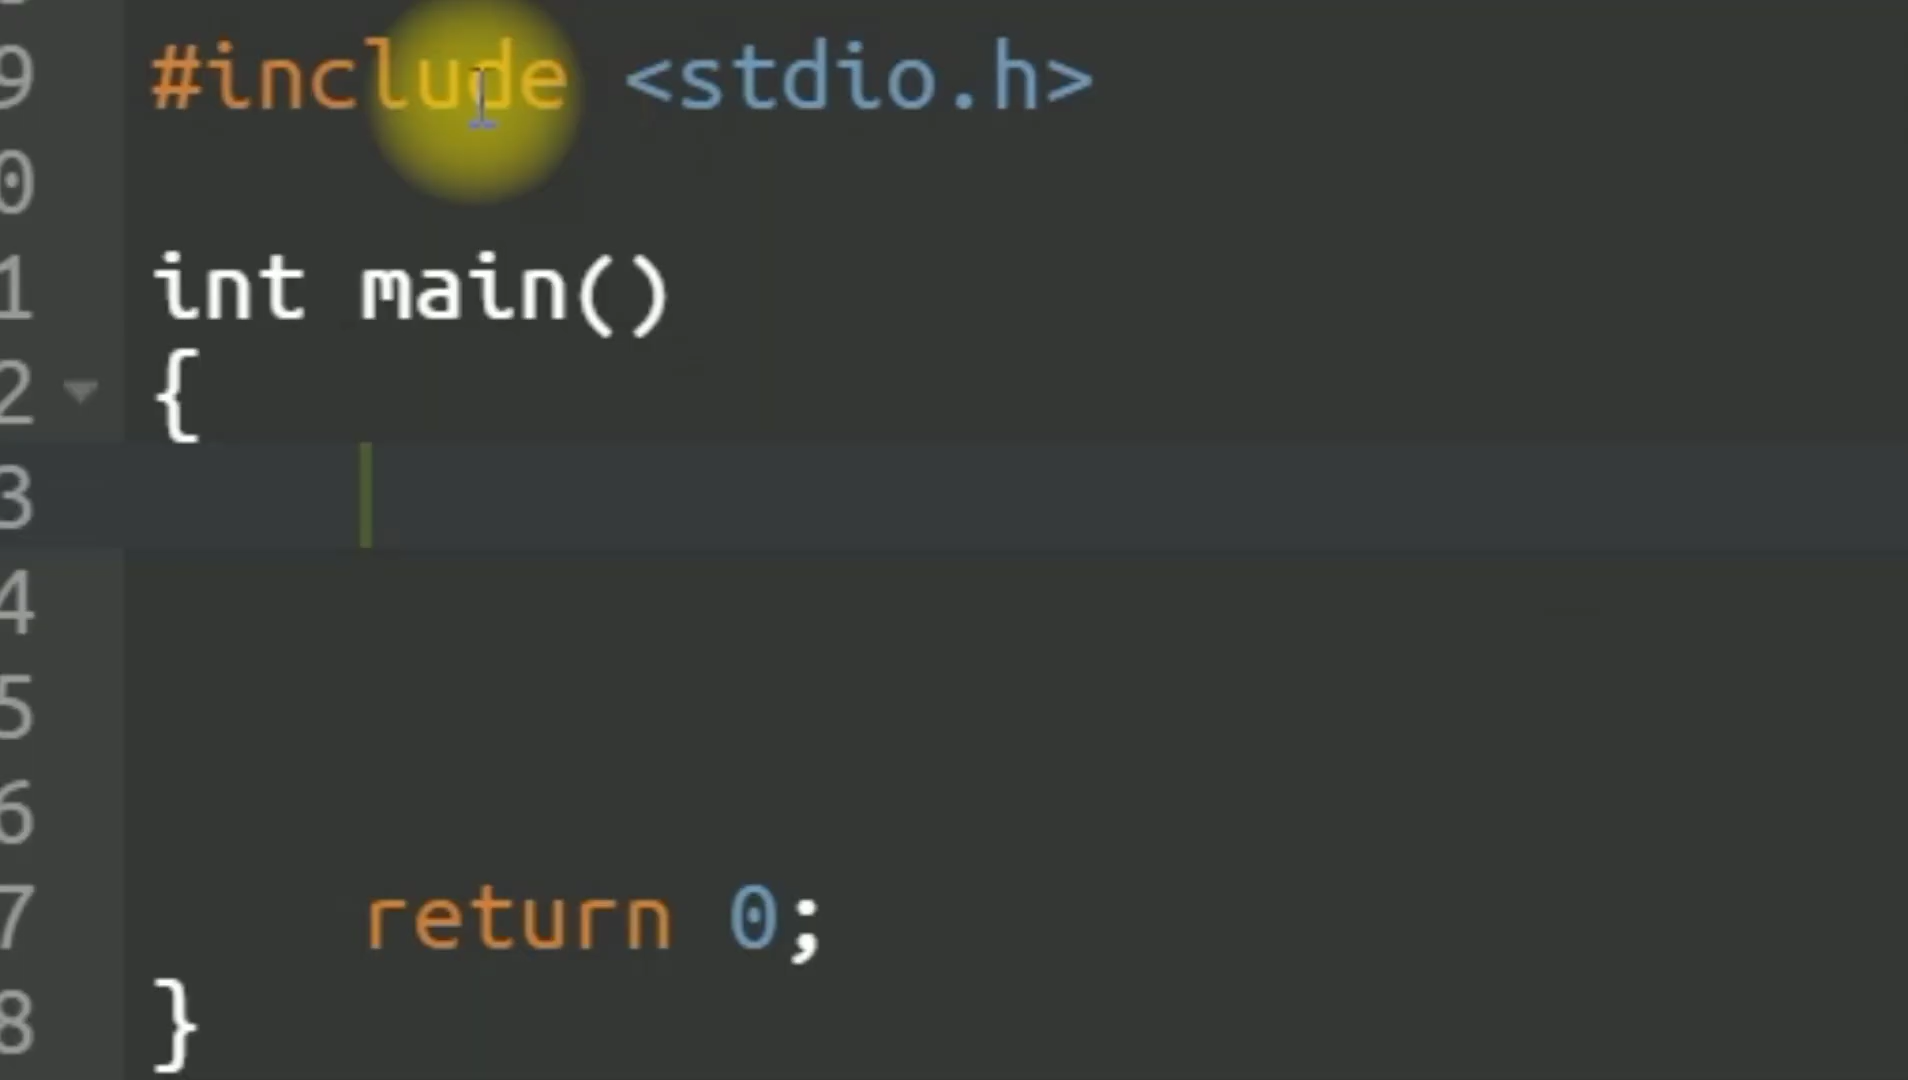 9 #include <stdio.h>
0
1 int main()
2 {
3
4
5
6
7 return 0;
8 }